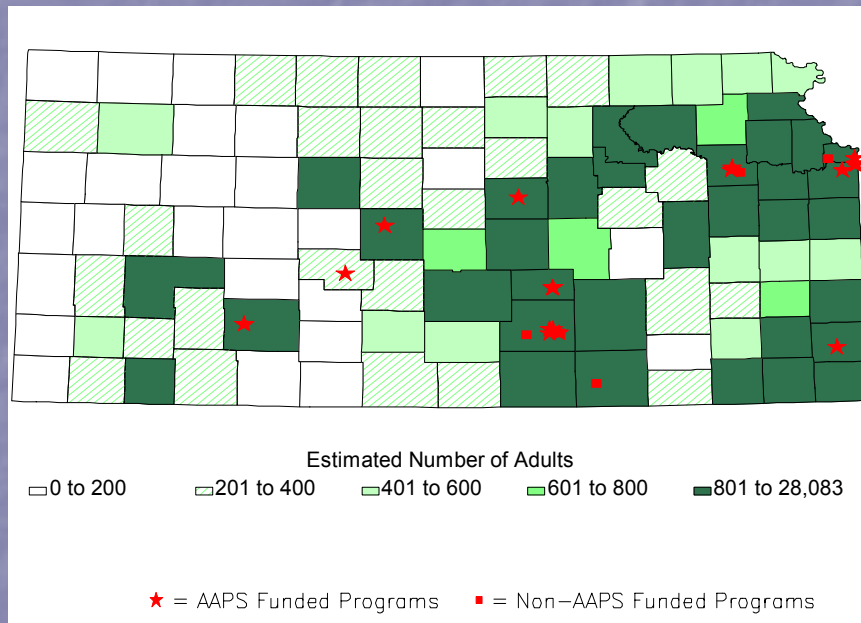 Estimated Number of Adults
0 to 200 201 to 400 401 to 600 601 to 800 801 to 28,083
= AAPS Funded Programs = Non-AAPS Funded Programs